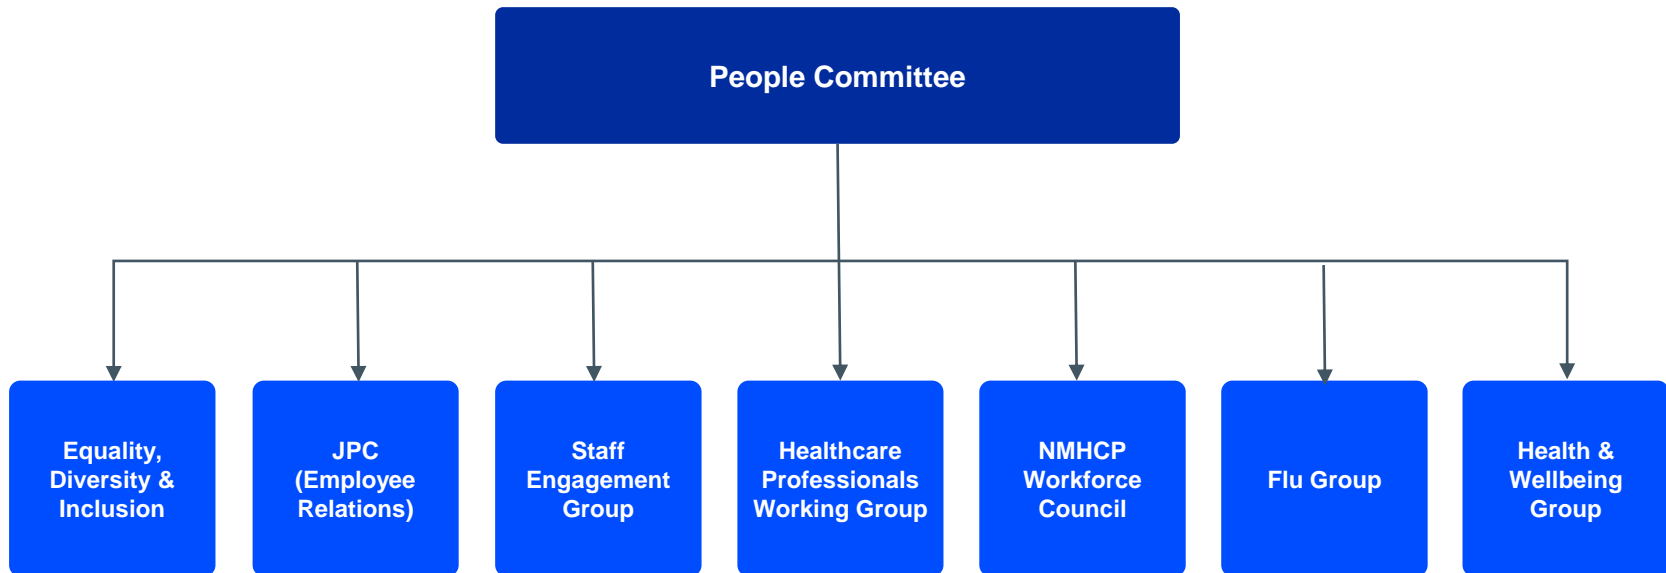 People Committee
Equality,
Diversity &
Inclusion
JPC
(Employee
Relations)
Staff
Engagement
Group
Healthcare
Professionals
Working Group
NMHCP
Workforce
Council
Flu Group
Health &
Wellbeing
Group